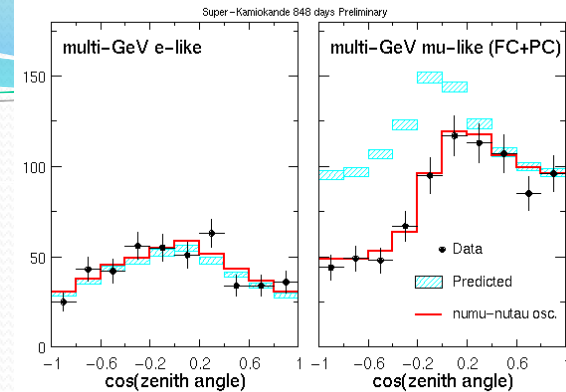 Super-Kamiokande 848 days Preliminary
multi-GeV e-like
multi-GeV mu-like (FC+PC)
150
100
50
0
Data
Predicted
numu-nutau osc.
-1 -0.6 -0.2 0.2 0.6 1
-1 -0.6 -0.2 0.2 0.6 1
cos(zenith angle)
cos(zenith angle)